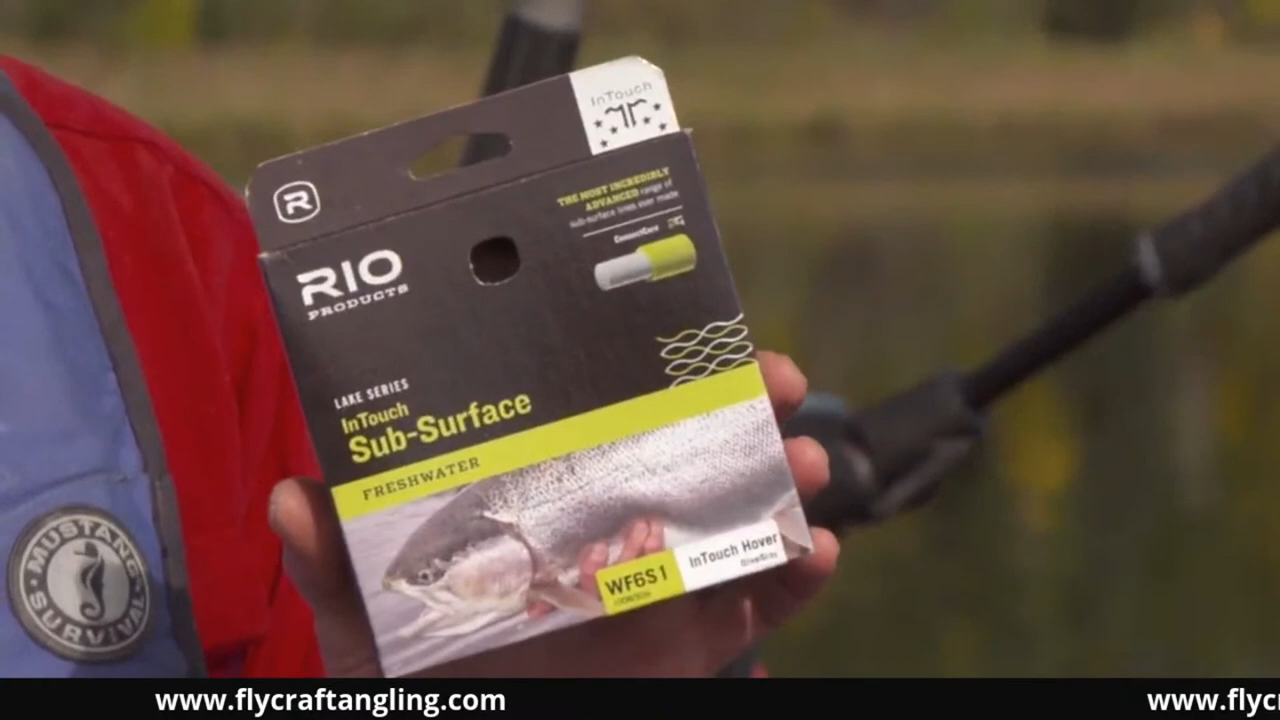 InTouch
R
THE MOST INCREDIBLY
ADVANCED range of
sub-surface lines ever made
ConnectCore
RIO
PRODUCTS
LAKE SERIES
InTouch
Sub-Surface
FRESHWATER
WF6S1
InTouch Hover
MUSTANG
SURVIVAL
www.flycraftangling.com
www.flycr